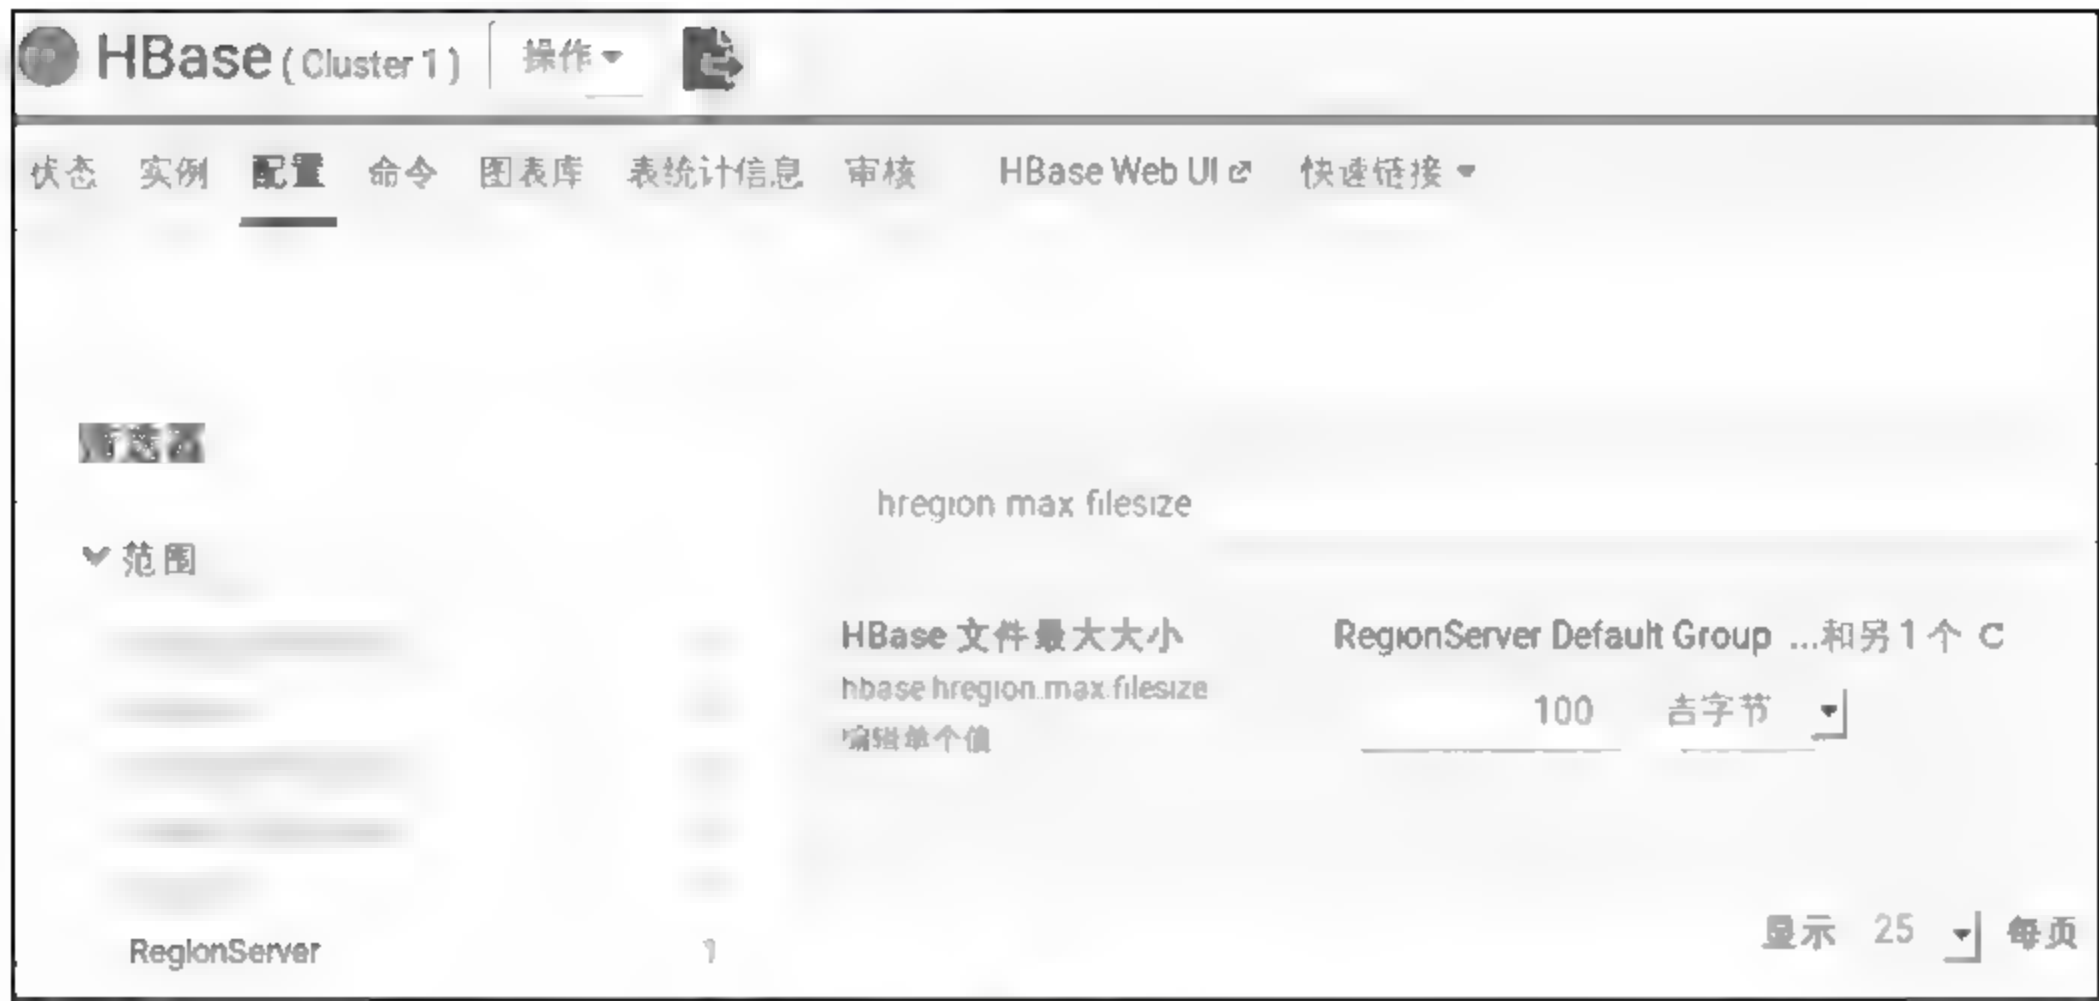 HBase ( Cluster 1 ) 操作
状态 实例 配置 命令 图表库 表统计信息 审核 HBase Web UI 快速链接
hregion max filesize
范围
HBase 文件最大大小 RegionServer Default Group ...和另 1 个
hbase hregion.max.filesize 100 吉字节
编辑单个值
显示 25 每页
RegionServer 1